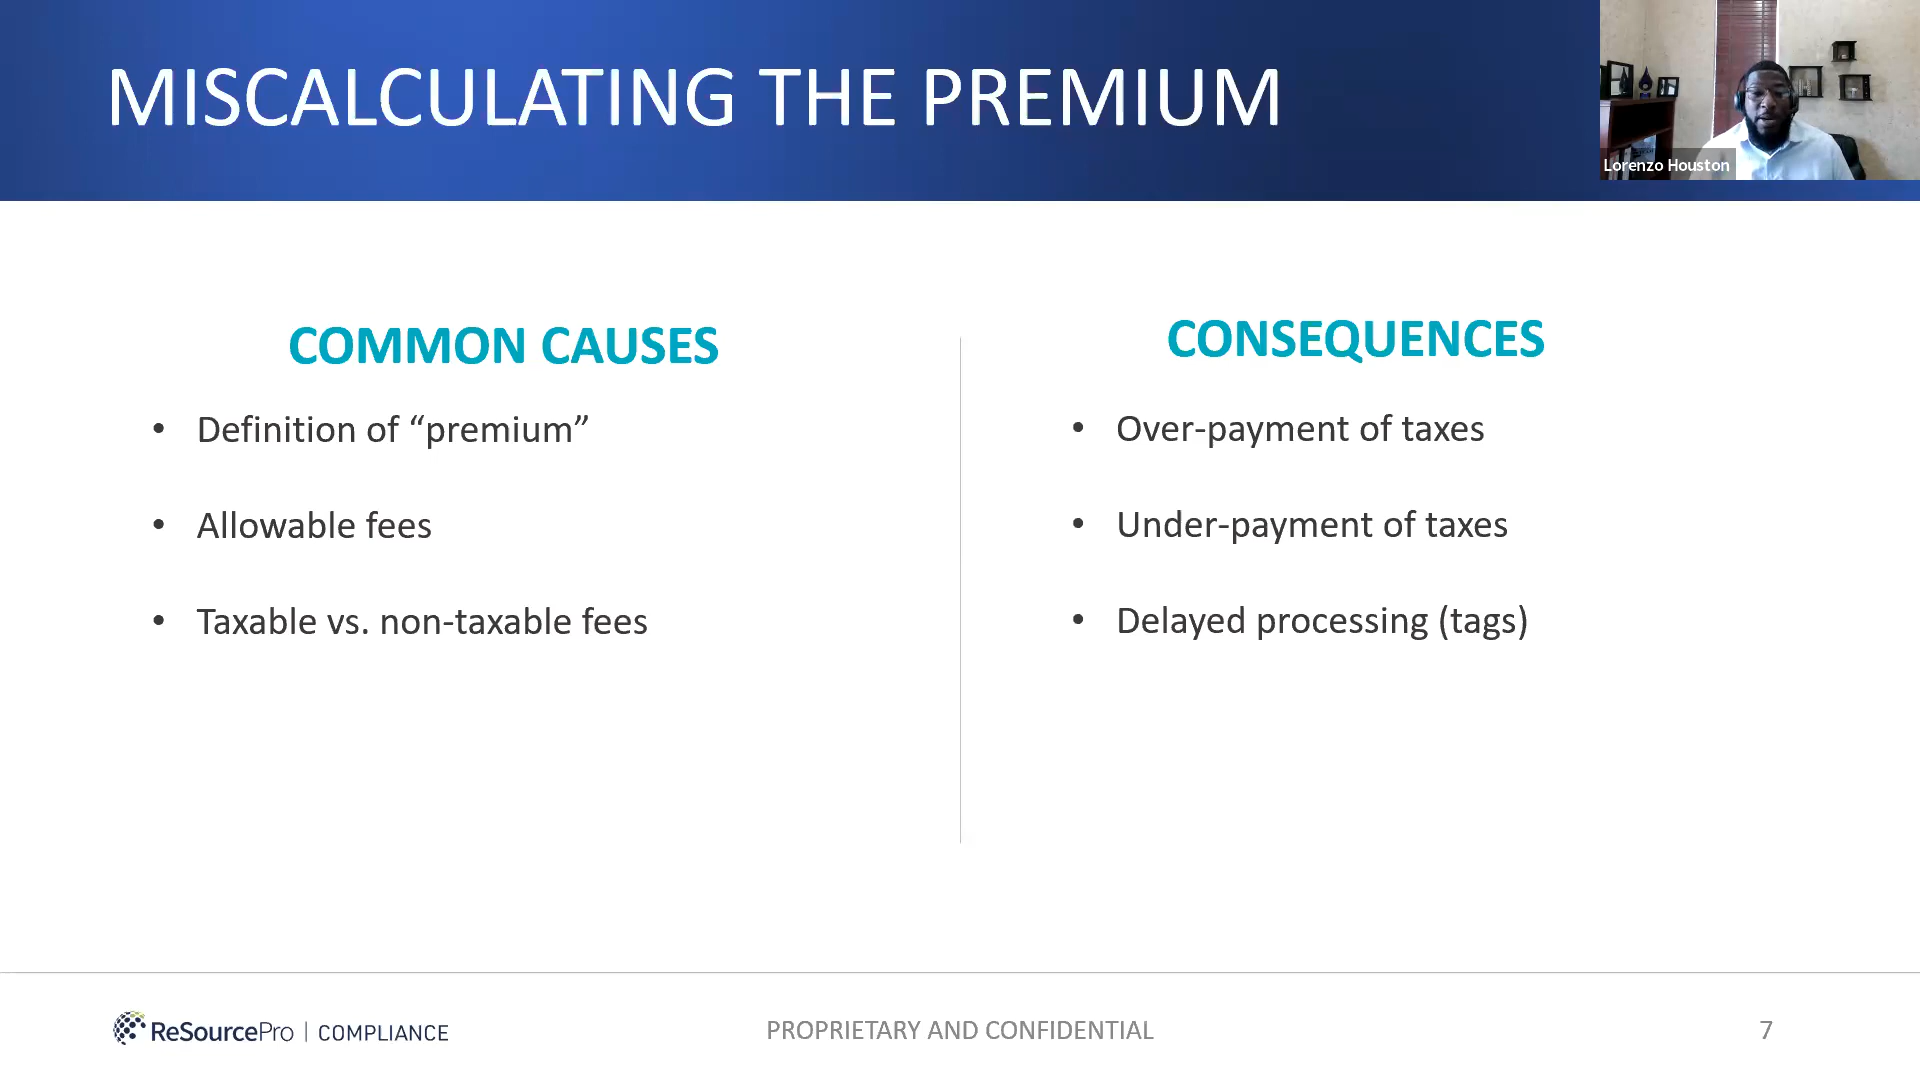 MISCALCULATING THE PREMIUM
Lorenzo Houston
COMMON CAUSES
• Definition of “premium”
• Allowable fees
• Taxable vs. non-taxable fees
CONSEQUENCES
• Over-payment of taxes
• Under-payment of taxes
• Delayed processing (tags)
ReSourcePro | COMPLIANCE
PROPRIETARY AND CONFIDENTIAL
7